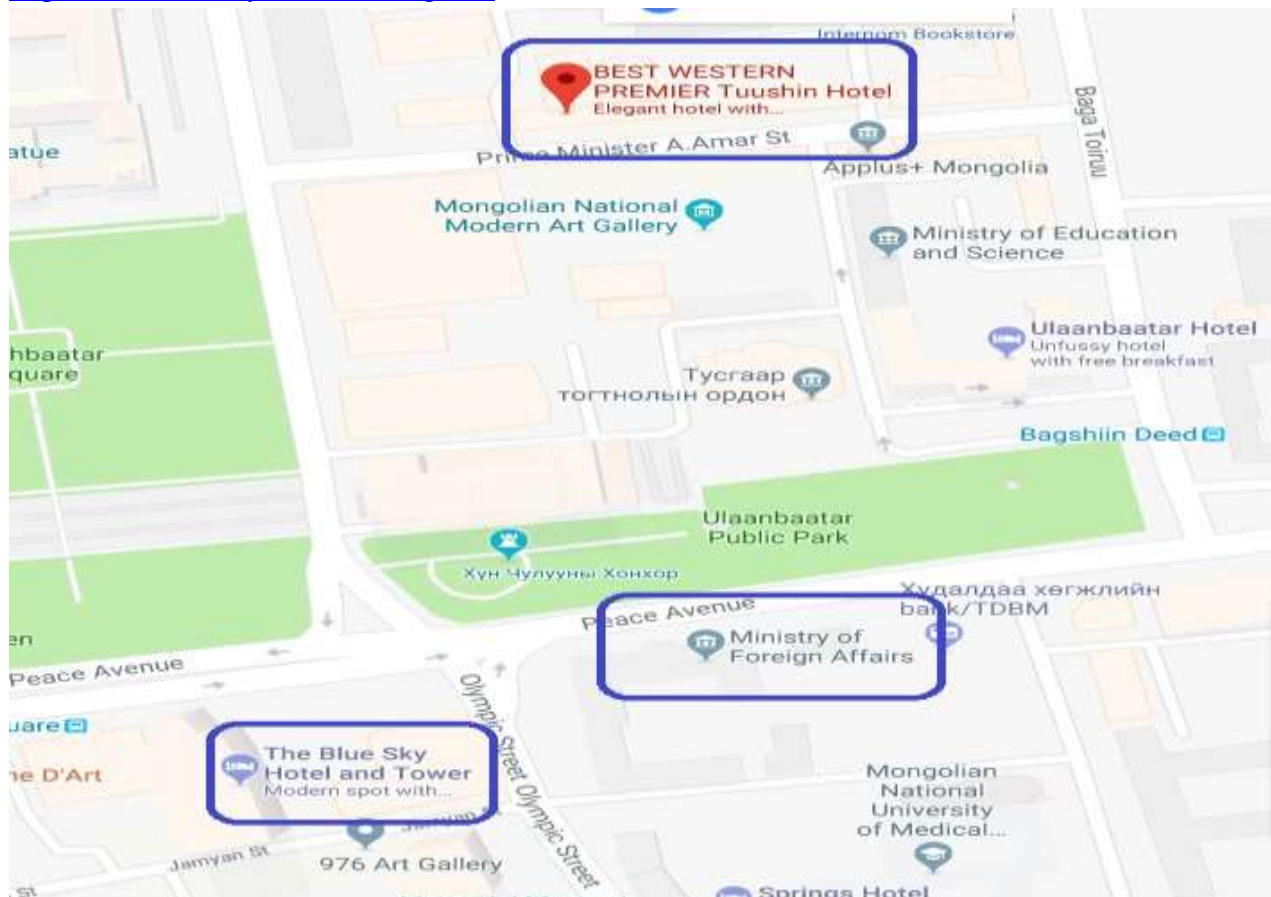 Internom Bookstore
BEST WESTERN
PREMIER Tuushin Hotel
Elegant hotel with...
Baga Toiruu
atue
Prime Minister A.Amar St
Applus+ Mongolia
Mongolian National
Modern Art Gallery
Ministry of Education
and Science
Ulaanbaatar Hotel
Unfussy hotel
with free breakfast
hbaatar
quare
Тусгаар
тогтнолын ордон
Bagshiin Deed
Ulaanbaatar
Public Park
Хүн Чулууны Хонхор
Худалдаа хөгжлийн
bank/TDBM
Peace Avenue
Ministry of
Foreign Affairs
en
Peace Avenue
Olympic Street Olympic Street
uare
The Blue Sky
Hotel and Tower
Modern spot with...
ne D'Art
Mongolian
National
University
of Medical...
Jamyan St
Jamyan St
976 Art Gallery
St
Springs Hotel